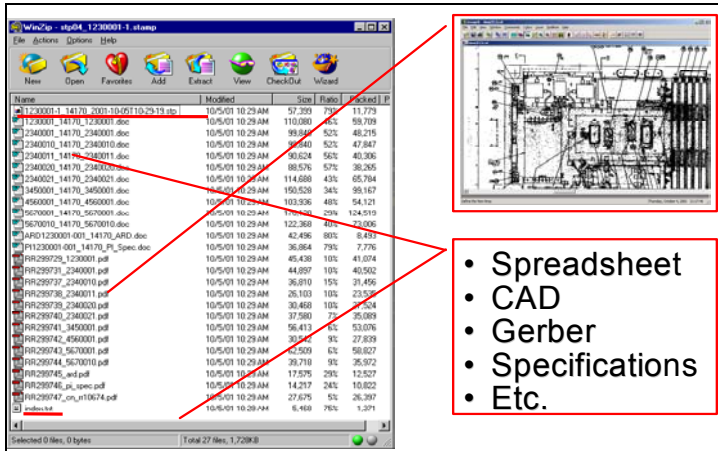 WinZip - stp04_1230001-1.stamp
File Actions Options Help
New Open Favorites Add Extract View CheckOut Wizard
Name Modified Size Ratio Packed P
1230001-1_14170_2001-10-05T10-29-19.stp 10/5/01 10:29 AM 57,399 79% 11,779
1230001_14170_1230001.doc 10/5/01 10:29 AM 110,080 46% 59,709
2340001_14170_2340001.doc 10/5/01 10:29 AM 99,840 52% 48,215
2340010_14170_2340010.doc 10/5/01 10:29 AM 52% 47,847
2340011_14170_2340011.doc 10/5/01 10:29 AM 90,624 56% 40,306
2340020_14170_2340020.doc 10/5/01 10:29 AM 88,576 57% 38,265
2340021_14170_2340021.doc 10/5/01 10:29 AM 114,688 43% 65,784
3450001_14170_3450001.doc 10/5/01 10:29 AM 150,528 34% 99,167
4560001_14170_4560001.doc 10/5/01 10:29 AM 103,936 48% 54,121
5670001_14170_5670001.doc 10/5/01 10:29 AM 29% 124,519
5670010_14170_5670010.doc 10/5/01 10:29 AM 122,368 40% 73,006
ARD1230001-001_14170_ARD.doc 10/5/01 10:29 AM 42,496 80% 8,493
PI1230001-001_14170_PI_Spec.doc 10/5/01 10:29 AM 36,864 79% 7,776
RR299729_1230001.pdf 10/5/01 10:29 AM 45,438 10% 41,074
RR299731_2340001.pdf 10/5/01 10:29 AM 44,897 10% 40,502
RR299737_2340010.pdf 10/5/01 10:29 AM 36,810 15% 31,456
RR299738_2340011.pdf 10/5/01 10:29 AM 26,103 10% 23,535
RR299739_2340020.pdf 10/5/01 10:29 AM 30,468 10%
RR299740_2340021.pdf 10/5/01 10:29 AM 37,580 7% 35,089
RR299741_3450001.pdf 10/5/01 10:29 AM 56,413 6% 53,076
RR299742_4560001.pdf 10/5/01 10:29 AM 9% 27,839
RR299743_5670001.pdf 10/5/01 10:29 AM 62,509 6% 58,827
RR299744_5670010.pdf 10/5/01 10:29 AM 39,718 9% 35,972
RR299745_ard.pdf 10/5/01 10:29 AM 17,575 29% 12,527
RR299746_pi_spec.pdf 10/5/01 10:29 AM 14,217 24% 10,822
RR299747_cn_rr10674.pdf 10/5/01 10:29 AM 27,675 5% 26,397
index.txt 10/5/01 10:29 AM
Selected 0 files, 0 bytes Total 27 files, 1,728KB
• Spreadsheet
• CAD
• Gerber
• Specifications
• Etc.